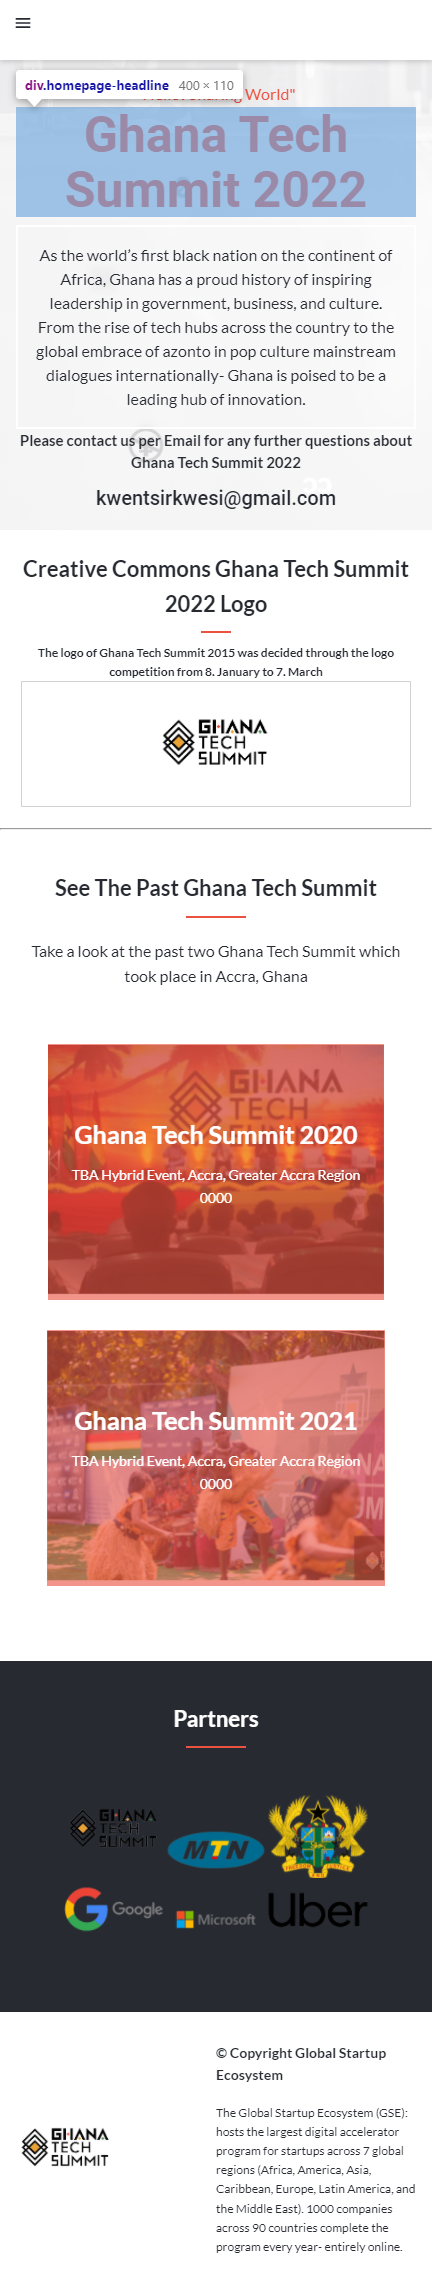 div.homepage-headline 400 × 110
World"
Ghana Tech
Summit 2022
As the world's first black nation on the continent of
Africa, Ghana has a proud history of inspiring
leadership in government, business, and culture.
From the rise of tech hubs across the country to the
global embrace of azonto in pop culture mainstream
dialogues internationally- Ghana is poised to be a
leading hub of innovation.
Please contact us per Email for any further questions about
Ghana Tech Summit 2022
kwentsirkwesi@gmail.com
Creative Commons Ghana Tech Summit
2022 Logo
The logo of Ghana Tech Summit 2015 was decided through the logo
competition from 8. January to 7. March
GHANA
TECH
SUMMIT
See The Past Ghana Tech Summit
Take a look at the past two Ghana Tech Summit which
took place in Accra, Ghana
GHANA
TECH
Ghana Tech Summit 2020
TBA Hybrid Event, Accra, Greater Accra Region
0000
Ghana Tech Summit 2021
TBA Hybrid Event, Accra, Greater Accra Region
0000
Partners
GHANA
TECH
SUMMIT
MTN
Google
Microsoft
Uber
GHANA
TECH
SUMMIT
© Copyright Global Startup
Ecosystem
The Global Startup Ecosystem (GSE):
hosts the largest digital accelerator
program for startups across 7 global
regions (Africa, America, Asia,
Caribbean, Europe, Latin America, and
the Middle East). 1000 companies
across 90 countries complete the
program every year- entirely online.